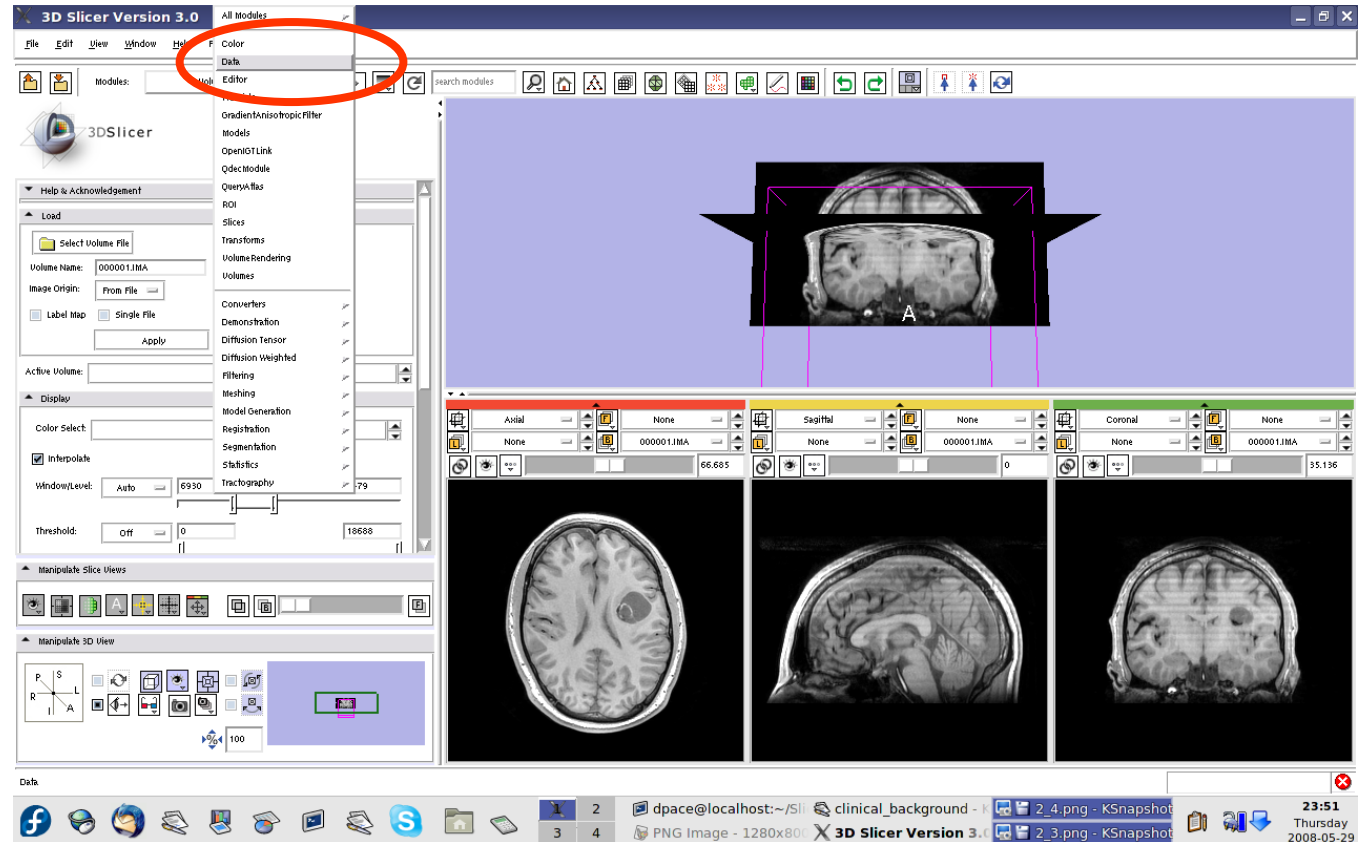 3D Slicer Version 3.0
File Edit View Window Help F
Modules: Volu
search modules
3DSlicer
All Modules
Color
Data
Editor
GradientAnisotropicFilter
Models
OpenIGTLink
QdecModule
QueryAtlas
ROI
Slices
Transforms
VolumeRendering
Volumes
Converters
Demonstration
Diffusion Tensor
Diffusion Weighted
Filtering
Meshing
Model Generation
Registration
Segmentation
Statistics
Tractography
Help & Acknowledgement
Load
Select Volume File
Volume Name: 000001.IMA
Image Origin: From File
Label Map Single File
Apply
Active Volume:
Display
Color Select:
Interpolate
Window/Level: Auto 6930 -79
Threshold: Off 0 18688
Manipulate Slice Views
A
B F
Manipulate 3D View
P S
R L
I A
% 100
A
Axial F None
L None B 000001.IMA
66.685
Sagittal F None
L None B 000001.IMA
0
Coronal F None
L None B 000001.IMA
35.136
Data
1 2
3 4
dpace@localhost:~/Sli
PNG Image - 1280x800
clinical_background - K
3D Slicer Version 3.0
2_4.png - KSnapshot
2_3.png - KSnapshot
23:51
Thursday
2008-05-29